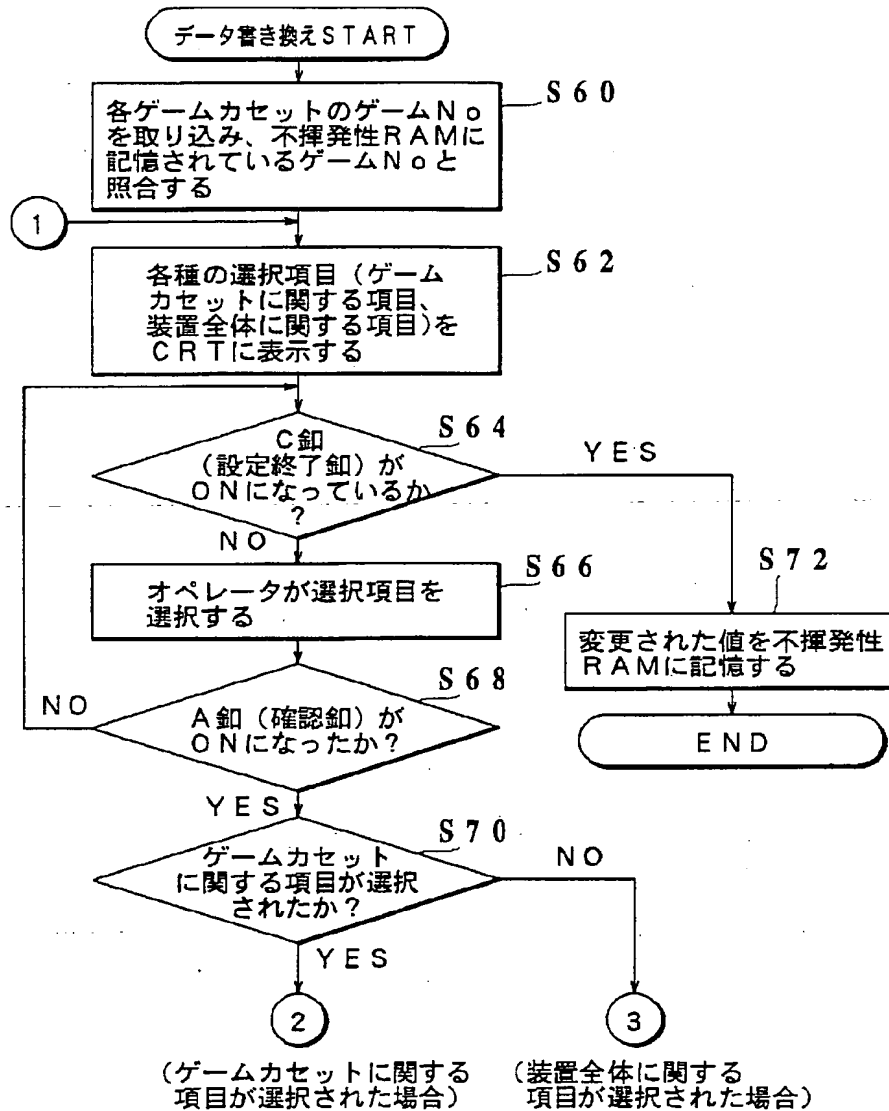 データ書き換えSTART
S60
各ゲームカセットのゲームNo
を取り込み、不揮発性RAMに
記憶されているゲームNoと
照合する
1
S62
各種の選択項目(ゲーム
カセットに関する項目、
装置全体に関する項目)を
CRTに表示する
S64
C釦
(設定終了釦)が
ONになっているか
?
YES
NO
S66
オペレータが選択項目を
選択する
S72
変更された値を不揮発性
RAMに記憶する
S68
A釦(確認釦)が
ONになったか?
NO
END
YES
S70
ゲームカセット
に関する項目が選択
されたか?
NO
YES
2
3
(ゲームカセットに関する
項目が選択された場合)
(装置全体に関する
項目が選択された場合)